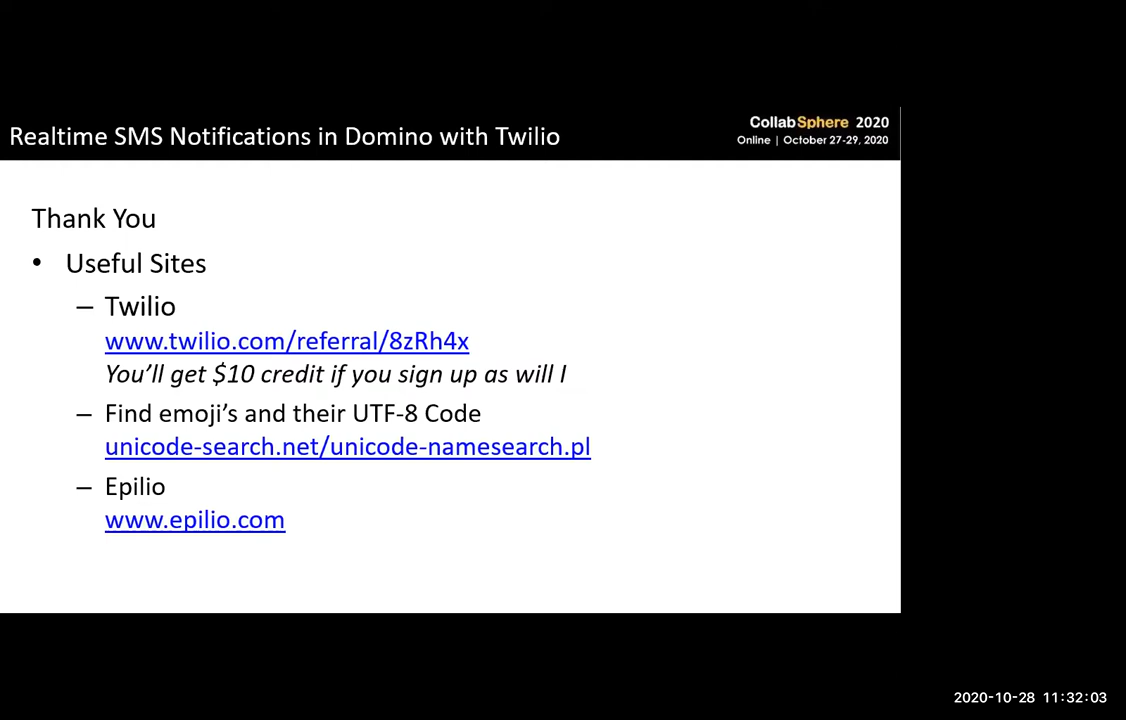 Realtime SMS Notifications in Domino with Twilio
CollabSphere 2020
Online | October 27-29, 2020
Thank You
• Useful Sites
– Twilio
www.twilio.com/referral/8zRh4x
You’ll get $10 credit if you sign up as will I
– Find emoji’s and their UTF-8 Code
unicode-search.net/unicode-namesearch.pl
– Epilio
www.epilio.com
2020-10-28 11:32:03